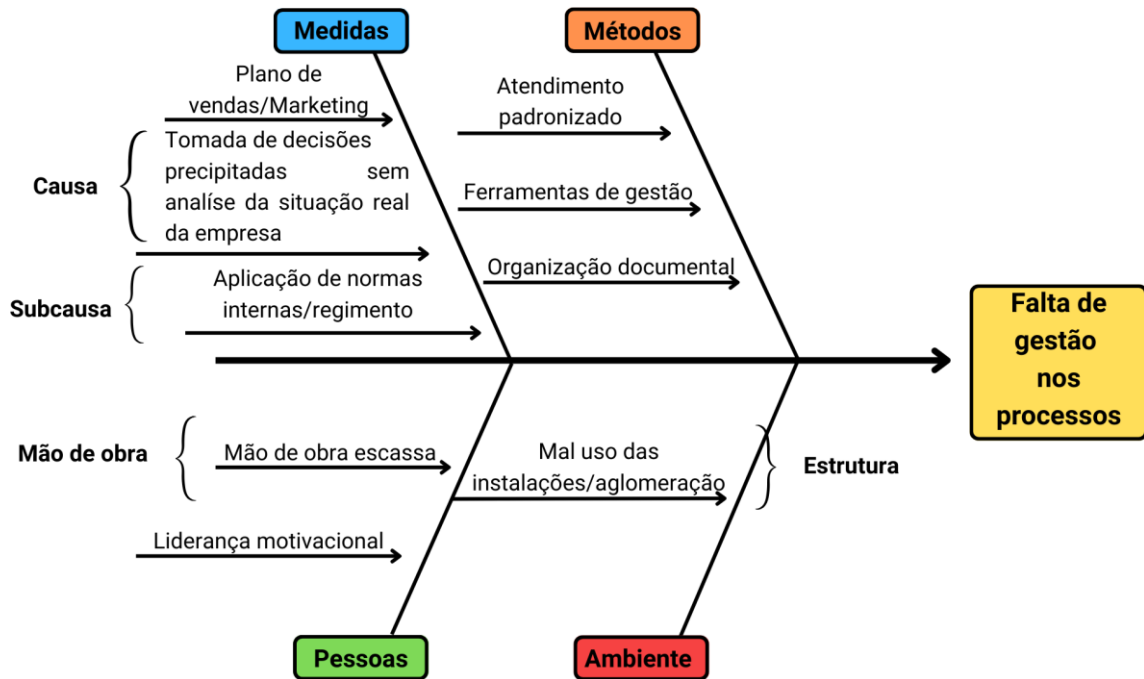 Medidas
Métodos
Plano de
vendas/Marketing
Atendimento
padronizado
Causa
Tomada de decisões
precipitadas sem
analíse da situação real
da empresa
Ferramentas de gestão
Organização documental
Subcausa
Aplicação de normas
internas/regimento
Falta de
gestão
nos
processos
Mão de obra
Mão de obra escassa
Mal uso das
instalações/aglomeração
Estrutura
Liderança motivacional
Pessoas
Ambiente